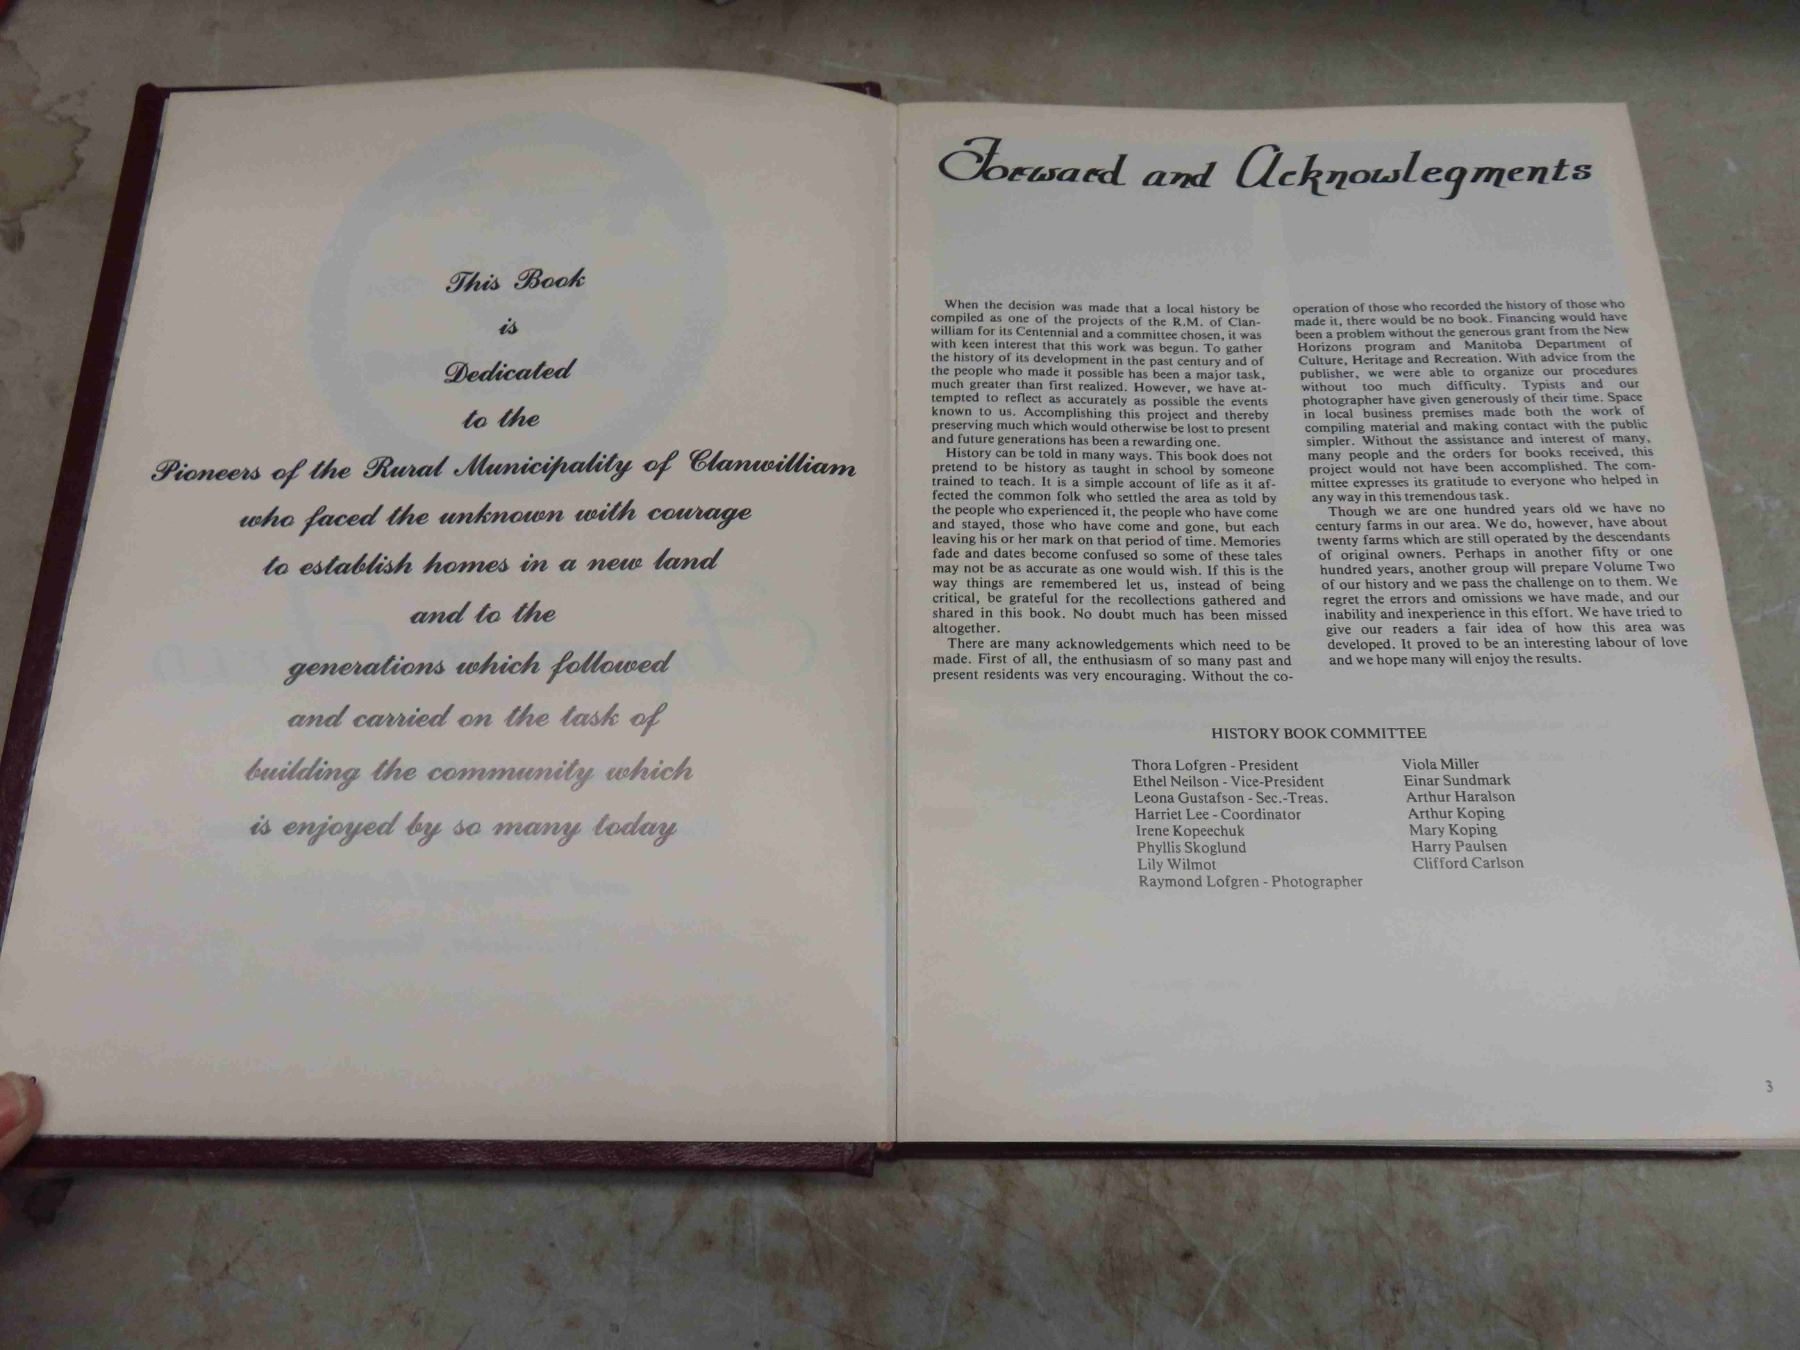 This Book
is
Dedicated
to the
Pioneers of the Rural Municipality of Clanwilliam
who faced the unknown with courage
to establish homes in a new land
and to the
generations which followed
and carried on the task of
building the community which
is enjoyed by so many today
Forward and Acknowlegments
When the decision was made that a local history be
compiled as one of the projects of the R.M. of Clan-
william for its Centennial and a committee chosen, it was
with keen interest that this work was begun. To gather
the history of its development in the past century and of
the people who made it possible has been a major task,
much greater than first realized. However, we have at-
tempted to reflect as accurately as possible the events
known to us. Accomplishing this project and thereby
preserving much which would otherwise be lost to present
and future generations has been a rewarding one.
History can be told in many ways. This book does not
pretend to be history as taught in school by someone
trained to teach. It is a simple account of life as it af-
fected the common folk who settled the area as told by
the people who experienced it, the people who have come
and stayed, those who have come and gone, but each
leaving his or her mark on that period of time. Memories
fade and dates become confused so some of these tales
may not be as accurate as one would wish. If this is the
way things are remembered let us, instead of being
critical, be grateful for the recollections gathered and
shared in this book. No doubt much has been missed
altogether.
There are many acknowledgements which need to be
made. First of all, the enthusiasm of so many past and
present residents was very encouraging. Without the co-
operation of those who recorded the history of those who
made it, there would be no book. Financing would have
been a problem without the generous grant from the New
Horizons program and Manitoba Department of
Culture, Heritage and Recreation. With advice from the
publisher, we were able to organize our procedures
without too much difficulty. Typists and our
photographer have given generously of their time. Space
in local business premises made both the work of
compiling material and making contact with the public
simpler. Without the assistance and interest of many,
many people and the orders for books received, this
project would not have been accomplished. The com-
mittee expresses its gratitude to everyone who helped in
any way in this tremendous task.
Though we are one hundred years old we have no
century farms in our area. We do, however, have about
twenty farms which are still operated by the descendants
of original owners. Perhaps in another fifty or one
hundred years, another group will prepare Volume Two
of our history and we pass the challenge on to them. We
regret the errors and omissions we have made, and our
inability and inexperience in this effort. We have tried to
give our readers a fair idea of how this area was
developed. It proved to be an interesting labour of love
and we hope many will enjoy the results.
HISTORY BOOK COMMITTEE
Thora Lofgren - President
Ethel Neilson - Vice-President
Leona Gustafson - Sec.-Treas.
Harriet Lee - Coordinator
Irene Kopeechuk
Phyllis Skoglund
Lily Wilmot
Raymond Lofgren - Photographer
Viola Miller
Einar Sundmark
Arthur Haralson
Arthur Koping
Mary Koping
Harry Paulsen
Clifford Carlson
3